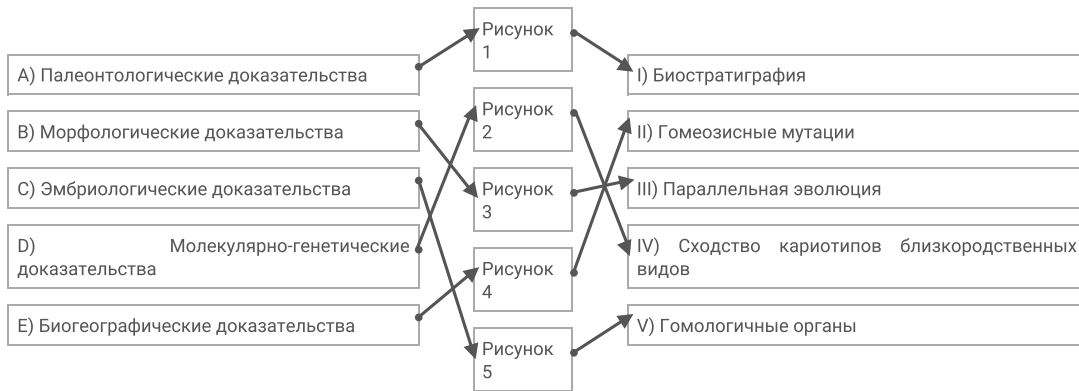 A) Палеонтологические доказательства
B) Морфологические доказательства
C) Эмбриологические доказательства
D) Молекулярно-генетические
доказательства
E) Биогеографические доказательства
Рисунок
1
Рисунок
2
Рисунок
3
Рисунок
4
Рисунок
5
I) Биостратиграфия
II) Гомеозисные мутации
III) Параллельная эволюция
IV) Сходство кариотипов близкородственных
видов
V) Гомологичные органы